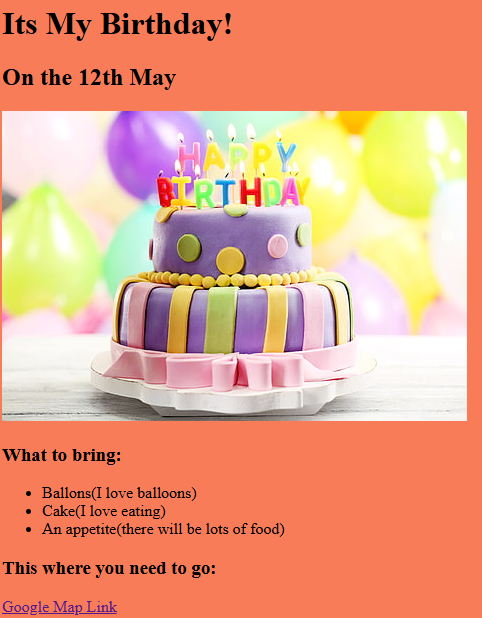 Its My Birthday!
On the 12th May
HAPPY
BIRTHDAY
What to bring:
Ballons(I love balloons)
Cake(I love eating)
An appetite(there will be lots of food)
This where you need to go:
Google Map Link